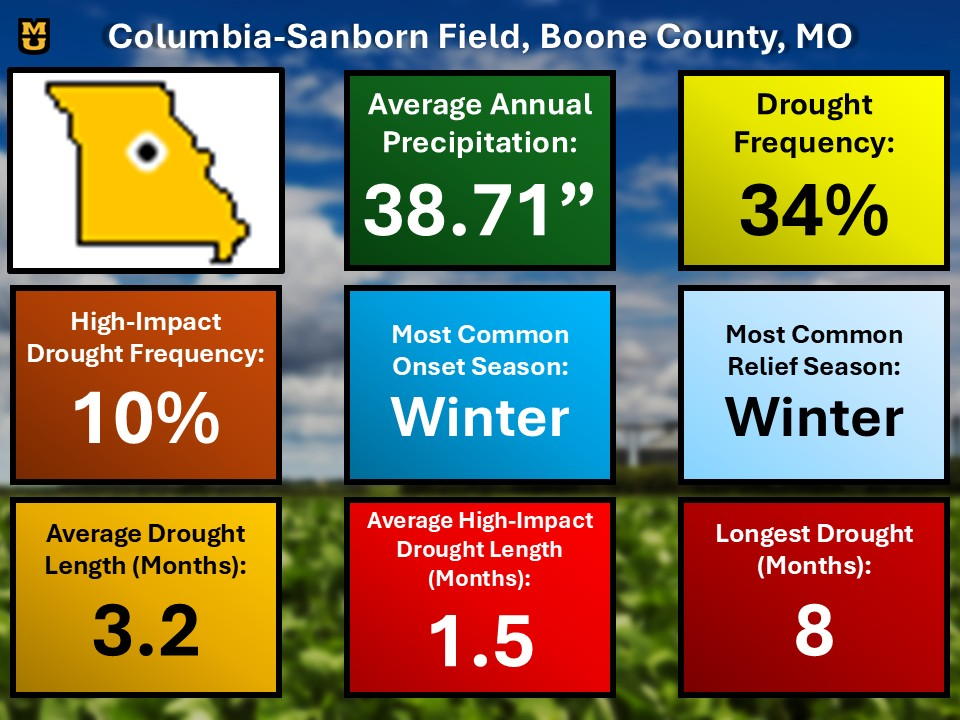 MU
Columbia-Sanborn Field, Boone County, MO
Average Annual
Precipitation:
38.71”
Drought
Frequency:
34%
High-Impact
Drought Frequency:
10%
Most Common
Onset Season:
Winter
Most Common
Relief Season:
Winter
Average Drought
Length (Months):
3.2
Average High-Impact
Drought Length
(Months):
1.5
Longest Drought
(Months):
8